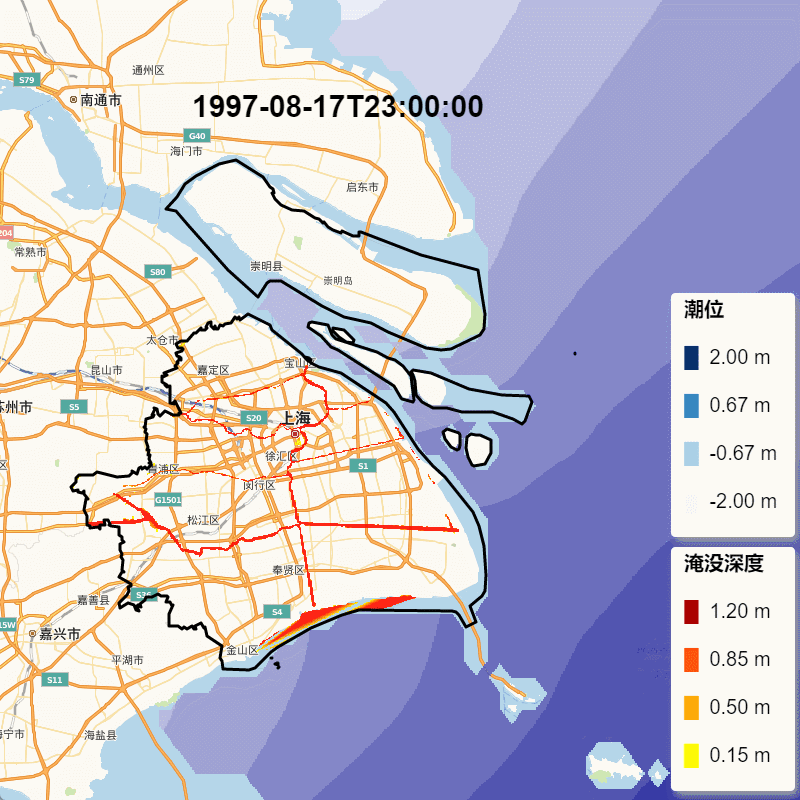 通州区
S79
南通市
1997-08-17T23:00:00
G40
海门市
启东市
204
常熟市
S80
崇明县
崇明岛
潮位
2.00 m
0.67 m
-0.67 m
-2.00 m
太仓市
昆山市
嘉定区
宝山区
苏州市
S5
S20
上海
徐汇区
S1
青浦区
闵行区
G1501
松江区
淹没深度
1.20 m
0.85 m
0.50 m
0.15 m
奉贤区
嘉善县
S36
S4
15W
嘉兴市
金山区
平湖市
S11
海宁市
海盐县